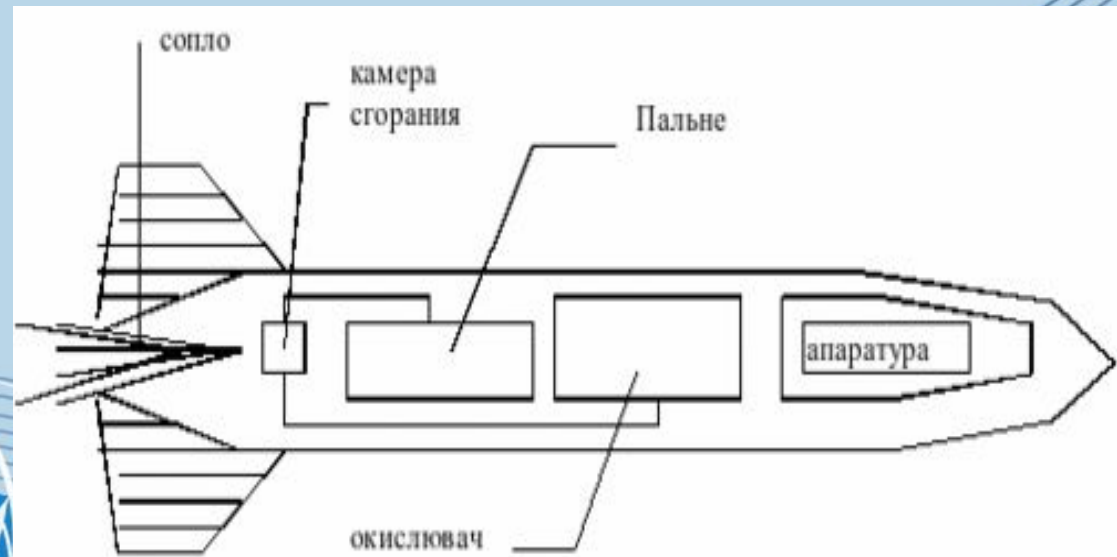 сопло
камера
сгорания
Пальне
апаратура
окислювач